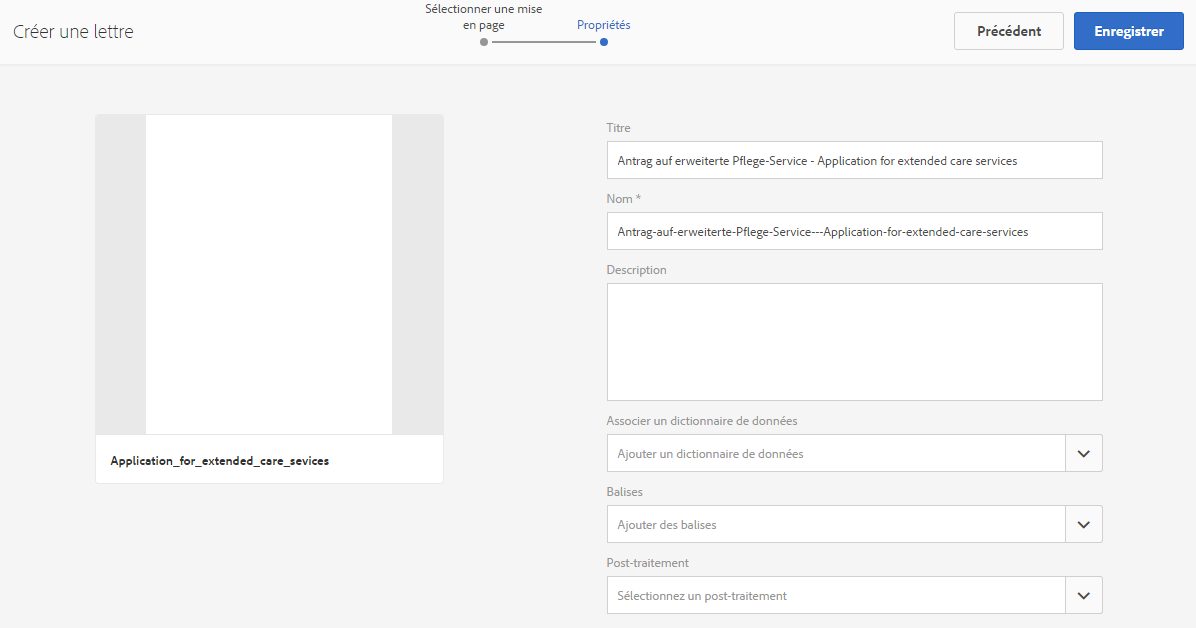 Créer une lettre
Sélectionner une mise
en page
Propriétés
Précédent
Enregistrer
Application_for_extended_care_sevices
Titre
Antrag auf erweiterte Pflege-Service - Application for extended care services
Nom *
Antrag-auf-erweiterte-Pflege-Service---Application-for-extended-care-services
Description
Associer un dictionnaire de données
Ajouter un dictionnaire de données
Balises
Ajouter des balises
Post-traitement
Sélectionnez un post-traitement